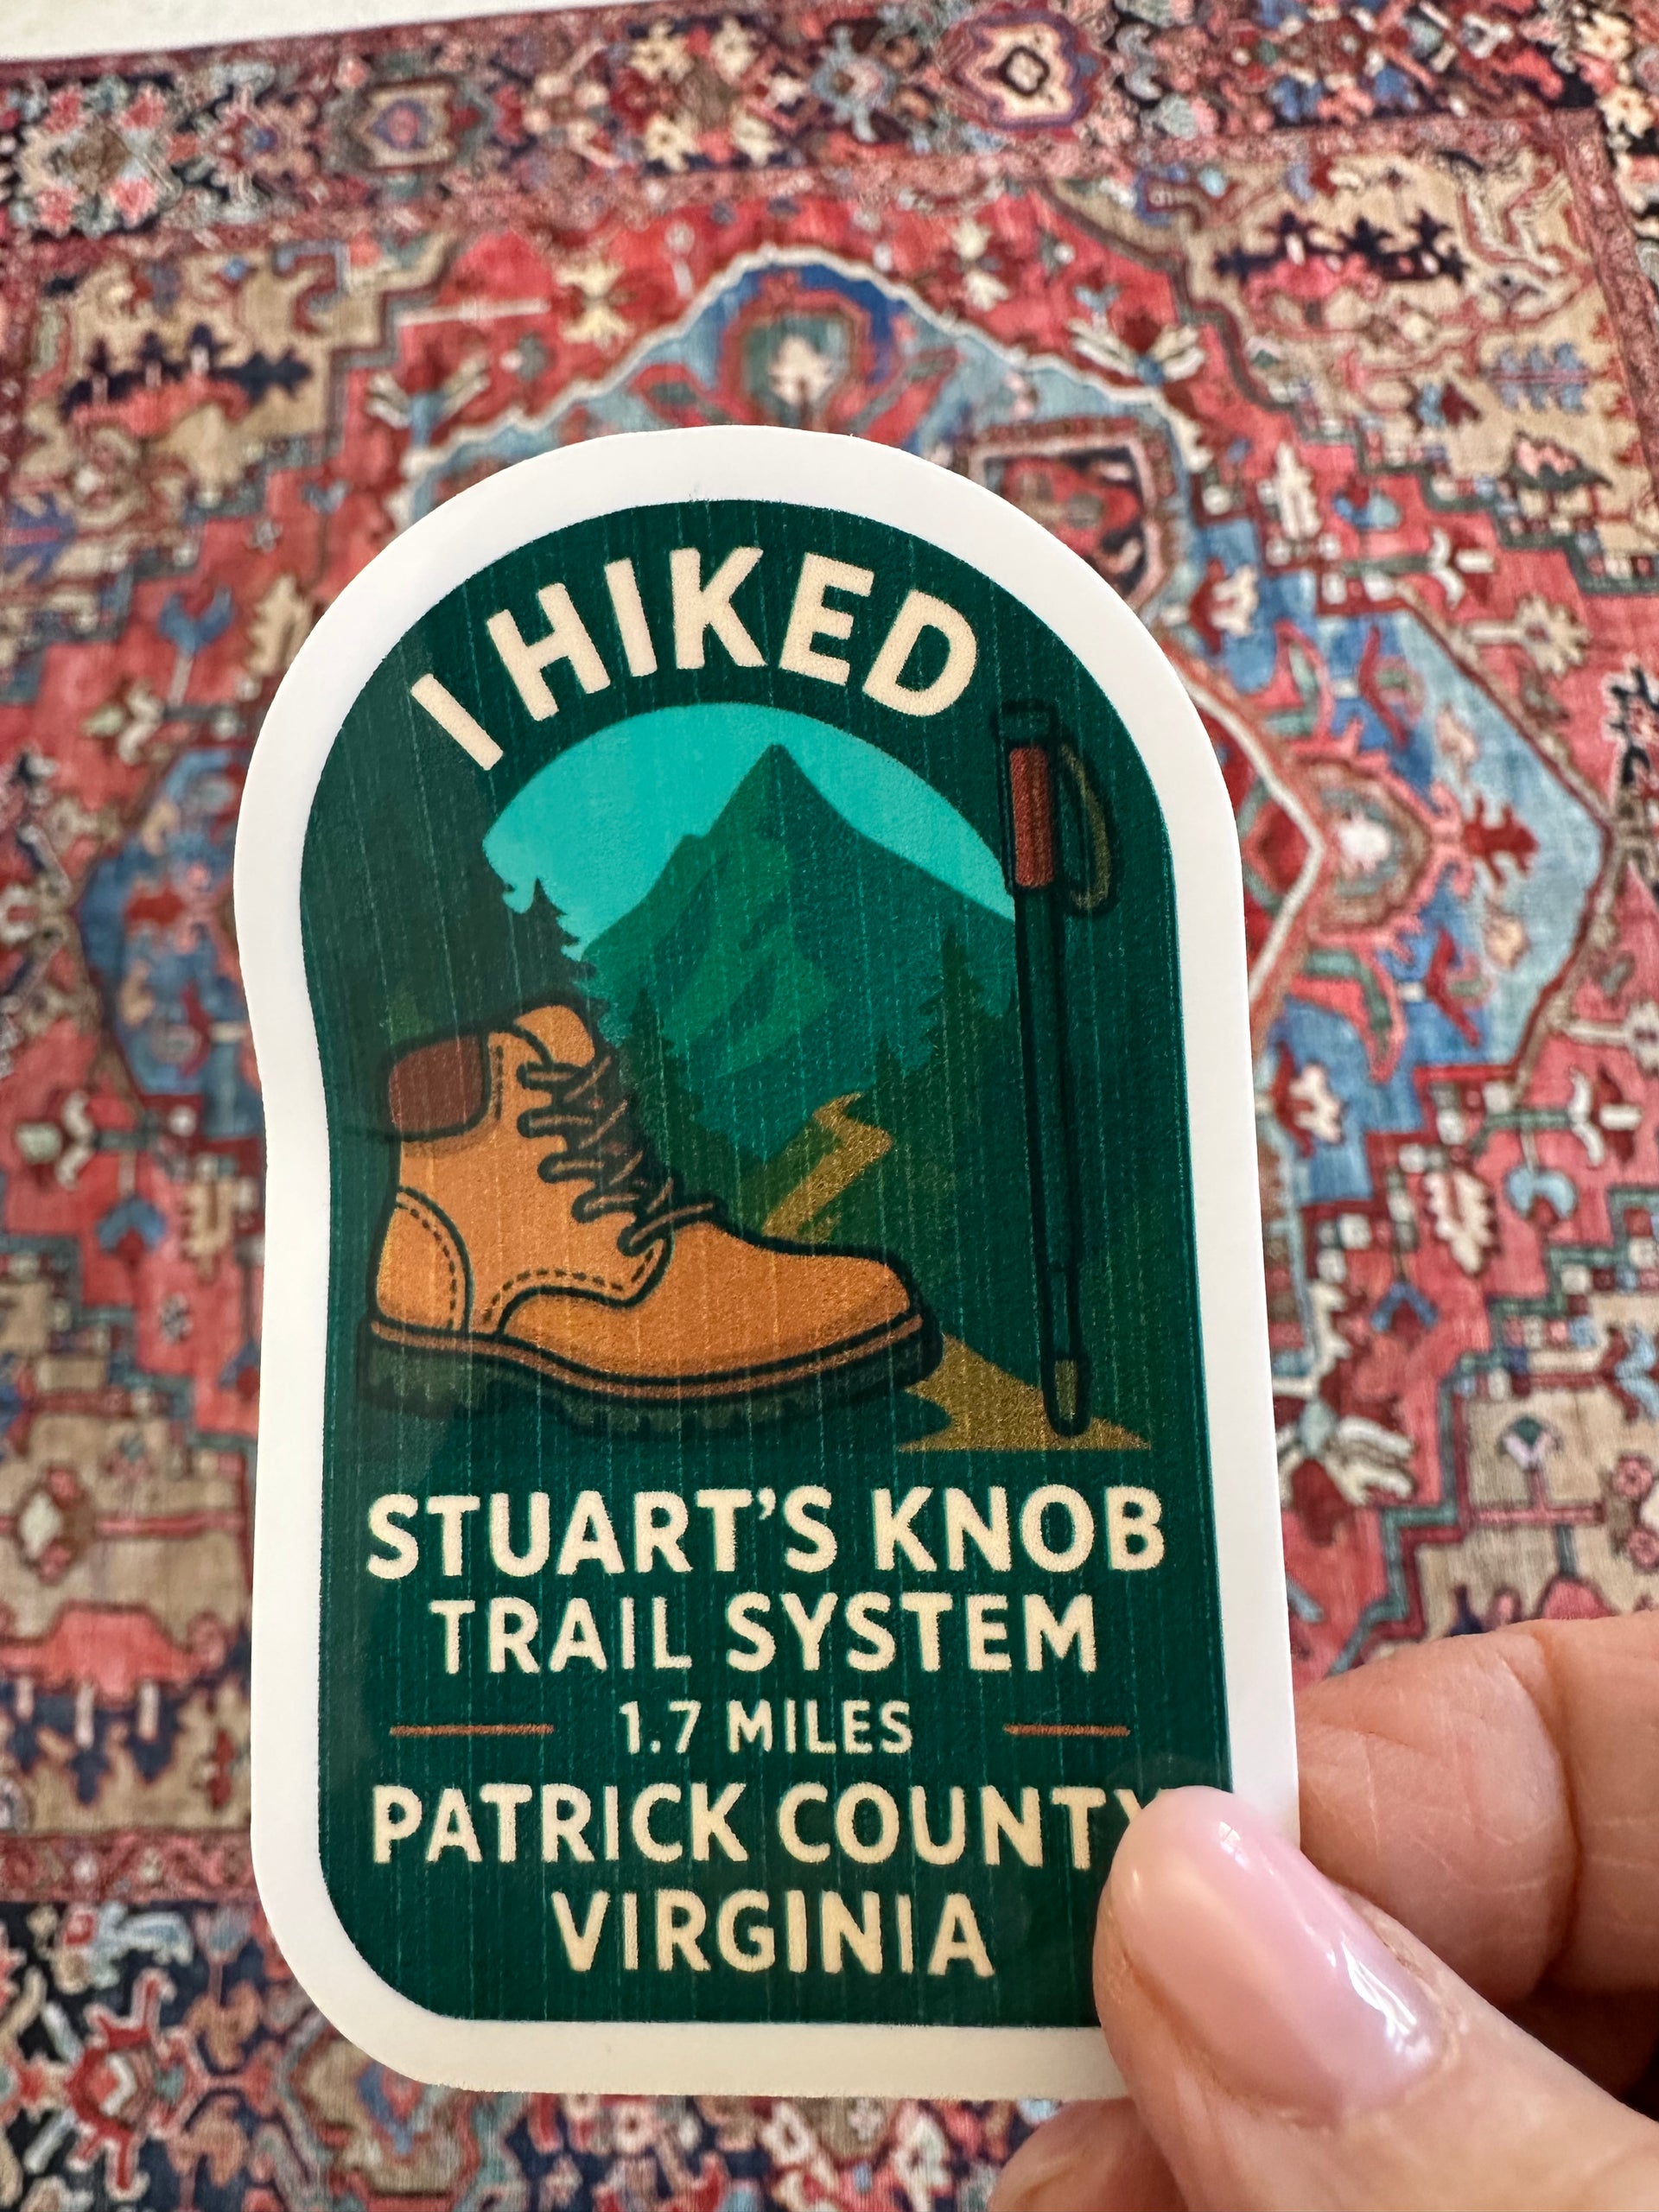 I HIKED
STUART'S KNOB
TRAIL SYSTEM
1.7 MILES
PATRICK COUNTY
VIRGINIA